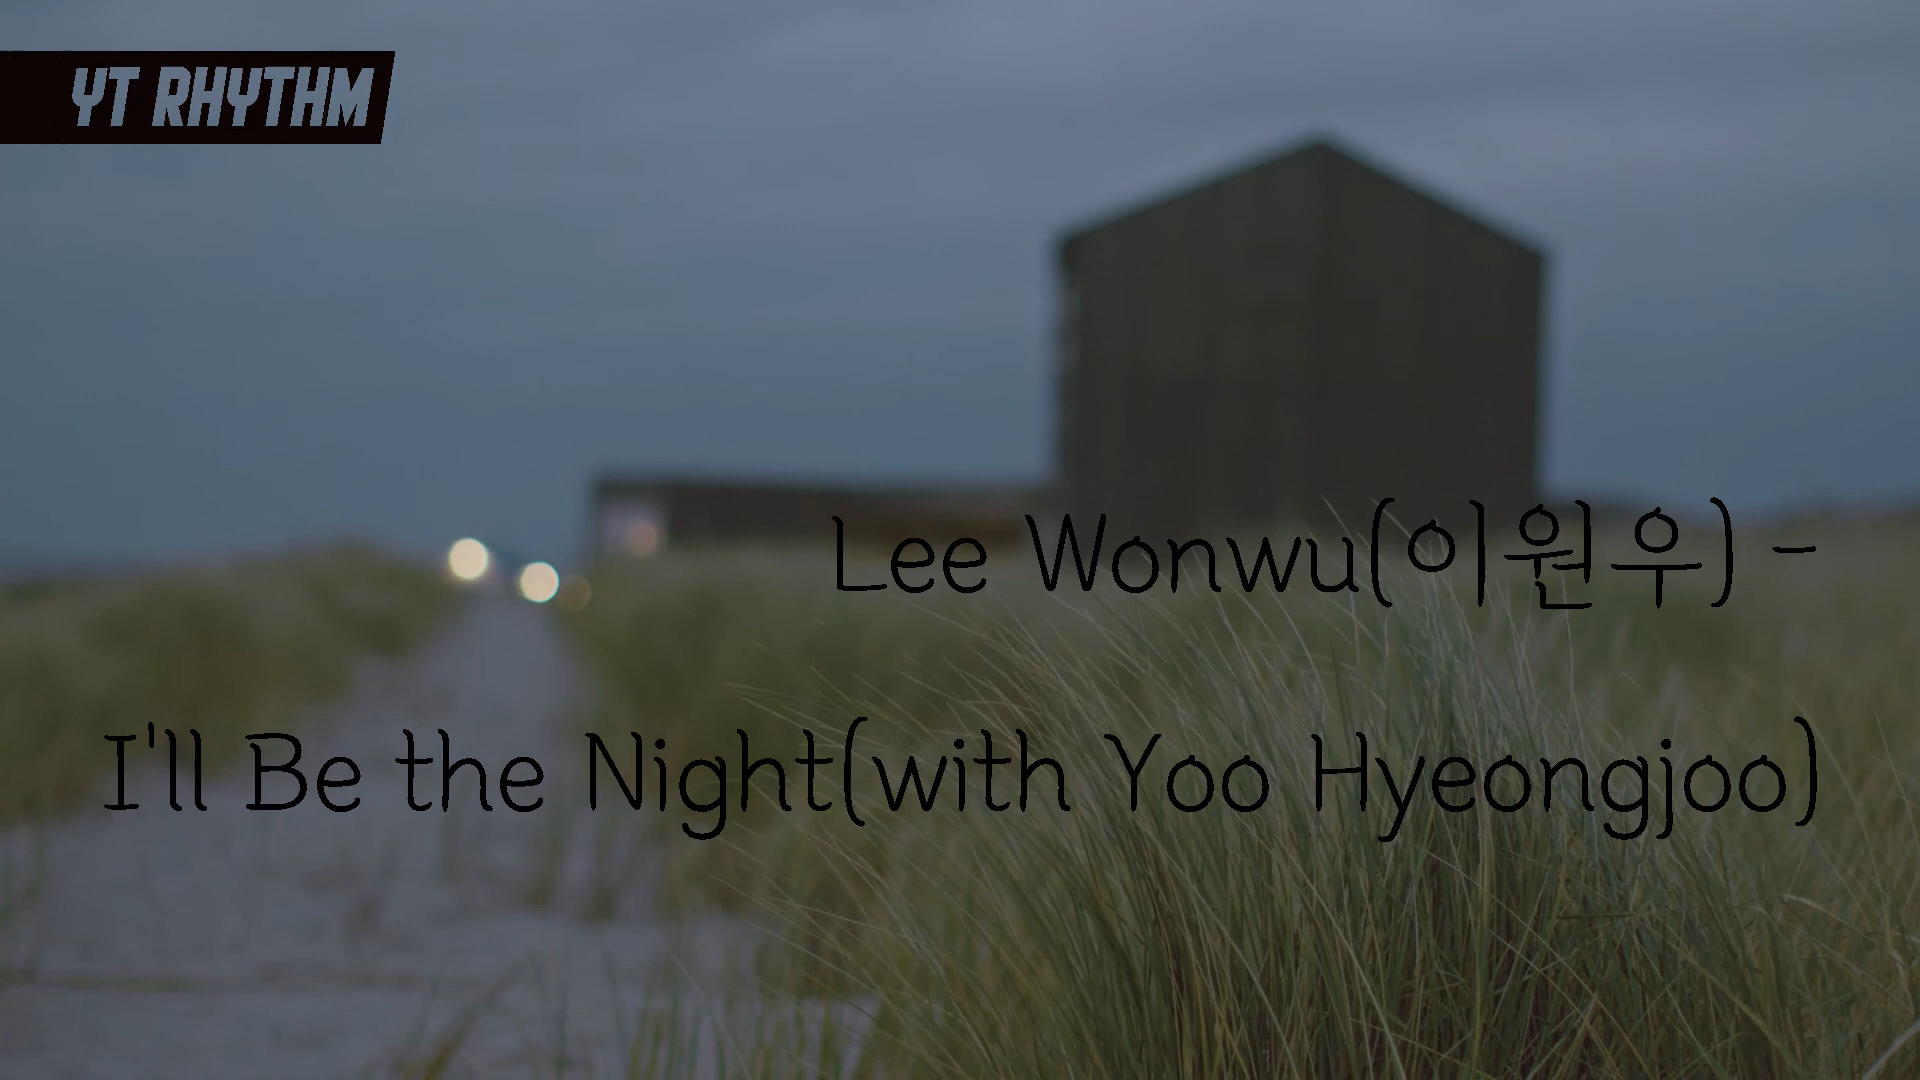 YT RHYTHM
Lee Wonwu(이원우) -
I'll Be the Night(with Yoo Hyeongjoo)